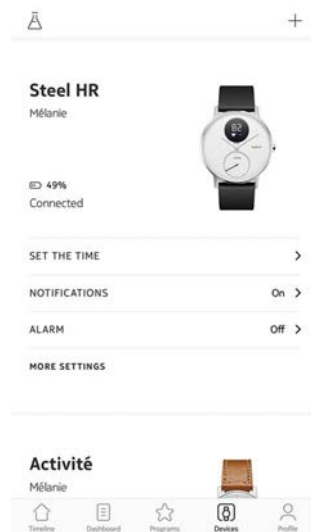 Steel HR
Mélanie
82
49%
Connected
SET THE TIME
NOTIFICATIONS On
ALARM Off
MORE SETTINGS
Activité
Mélanie
Timeline Dashboard Programs Devices Profile